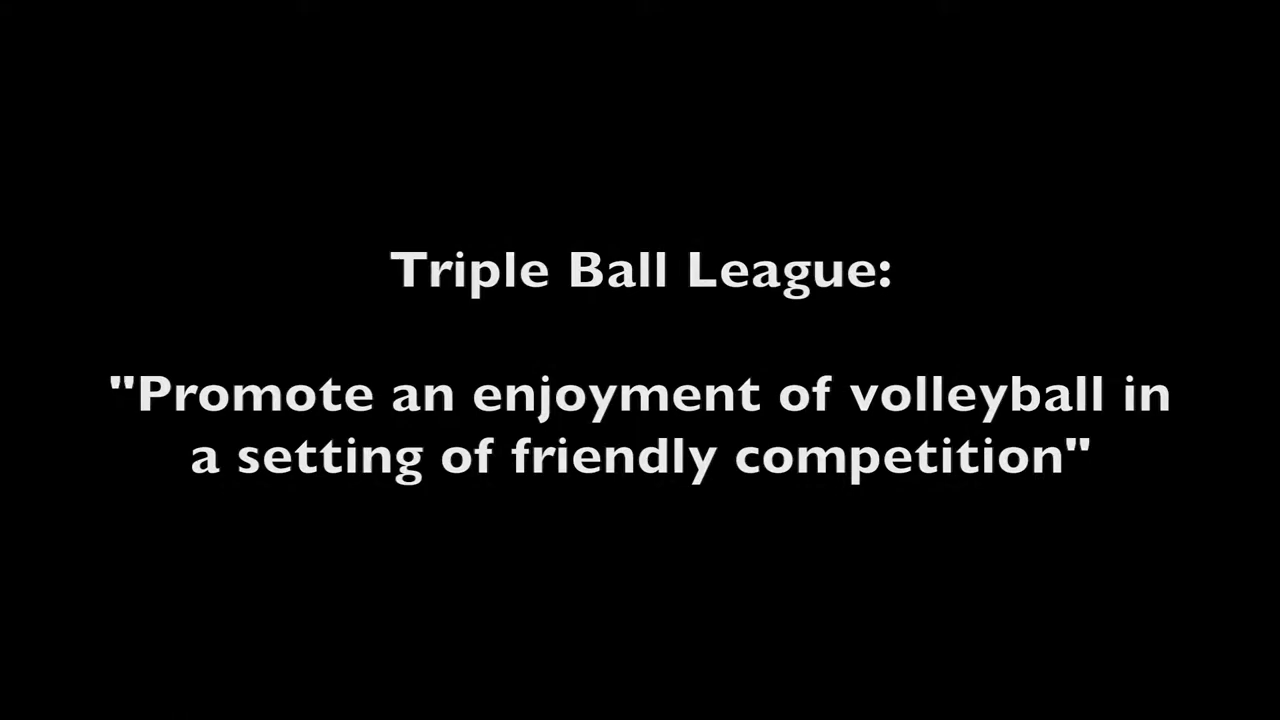 Triple Ball League:
"Promote an enjoyment of volleyball in
a setting of friendly competition"